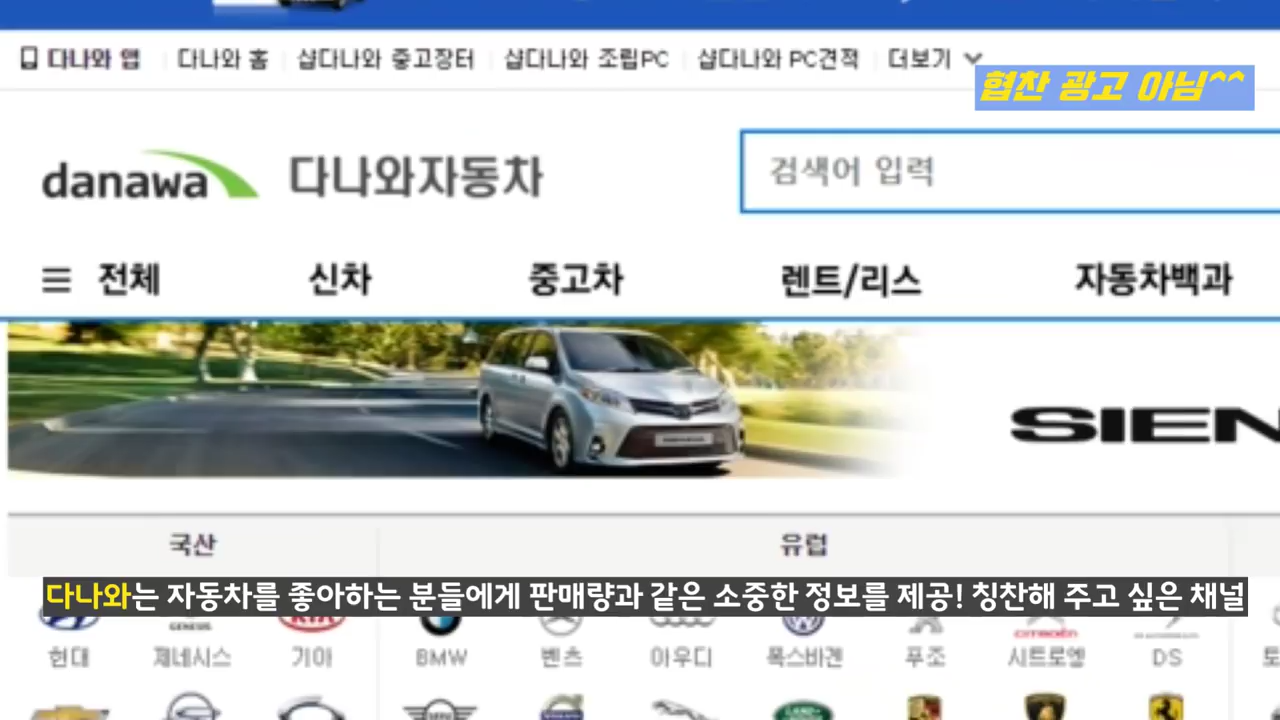 다나와 앱 다나와 홈 샵다나와 중고장터 샵다나와 조립PC 샵다나와 PC견적 더보기
협찬 광고 아님^^
danawa 다나와자동차
검색어 입력
전체 신차 중고차 렌트/리스 자동차백과
SIEN
국산 유럽
다나와는 자동차를 좋아하는 분들에게 판매량과 같은 소중한 정보를 제공! 칭찬해 주고 싶은 채널
GENESIS KIA CITROËN
현대 제네시스 기아 BMW 벤츠 아우디 폭스바겐 푸조 시트로엥 DS 토